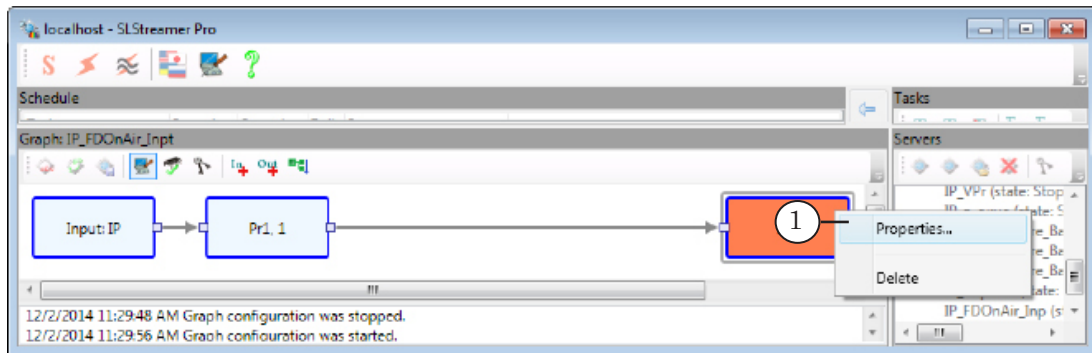 localhost - SLStreamer Pro
S
Schedule
Tasks
Graph: IP_FDOnAir_Inpt
Servers
In Out
IP_VPr (state: Stop
Input: IP
Pr1, 1
1
Properties...
Delete
IP_FDOnAir_Inp (s
12/2/2014 11:29:48 AM Graph configuration was stopped.
12/2/2014 11:29:56 AM Graph configuration was started.